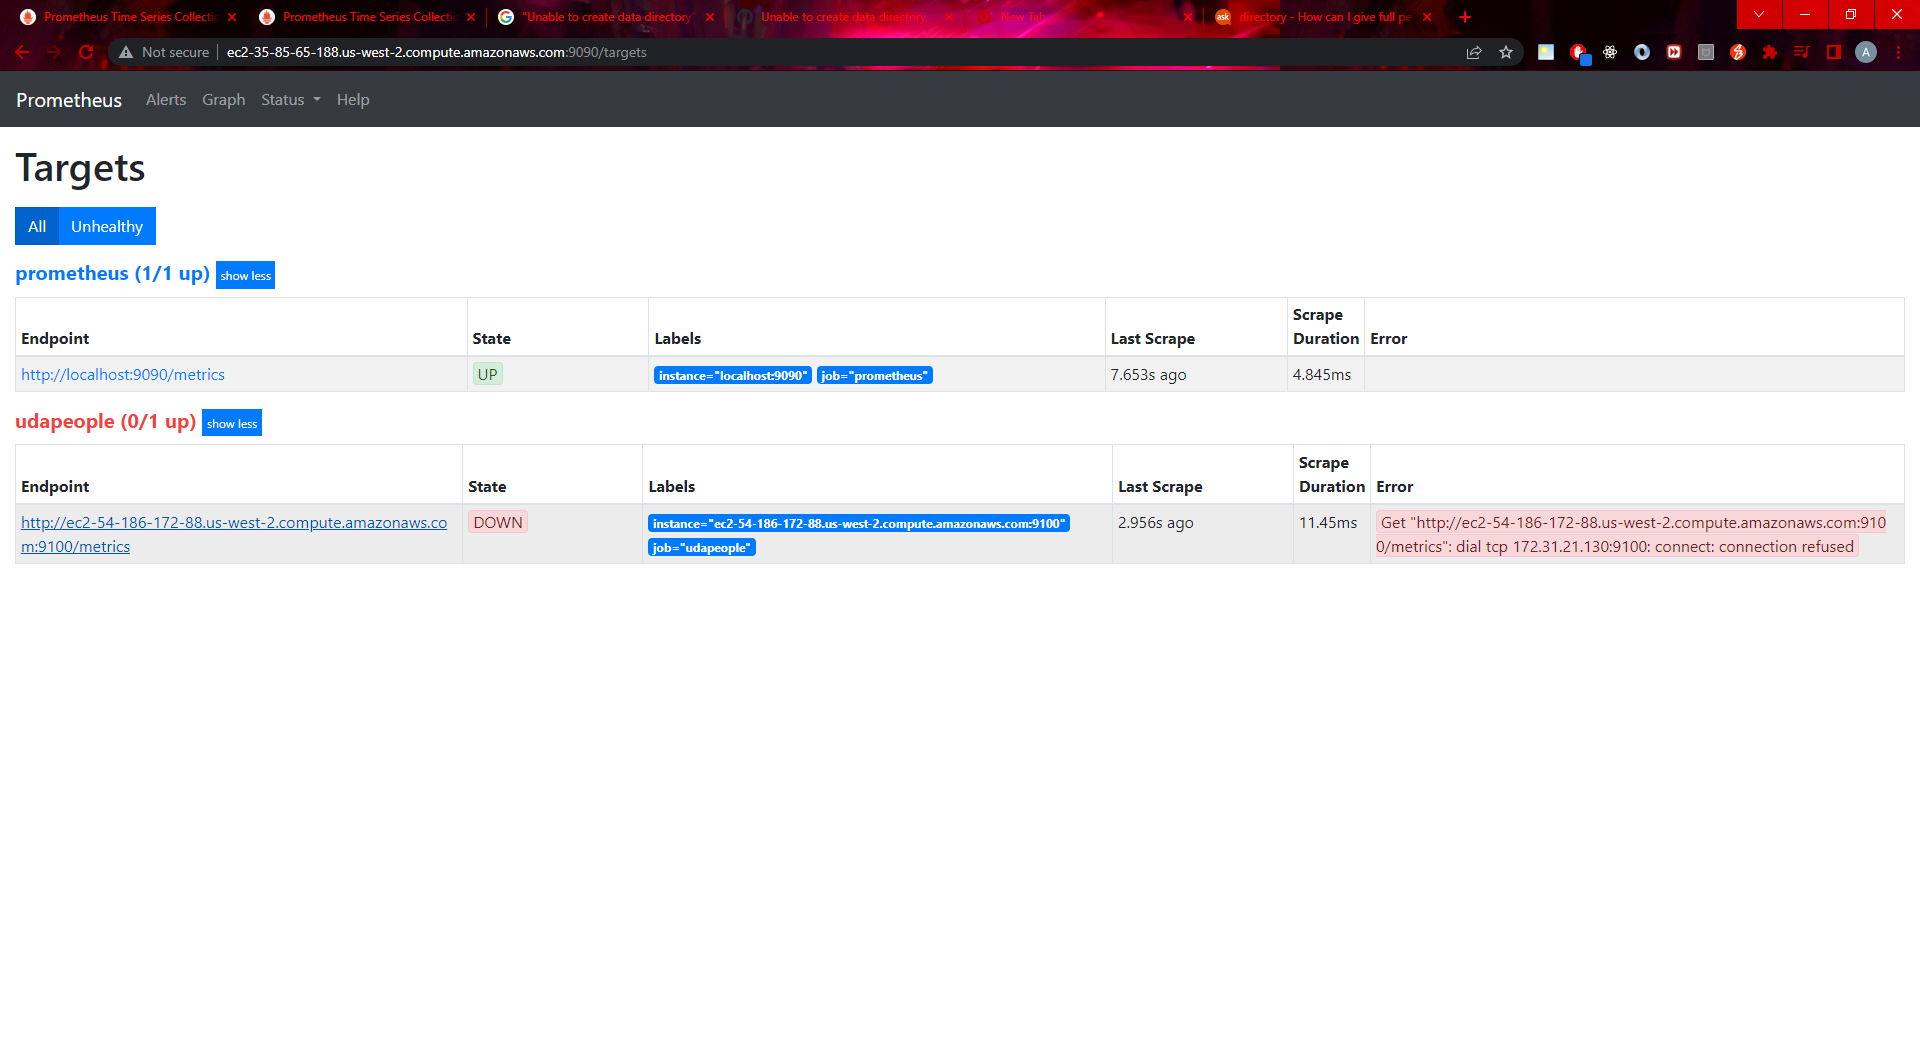 Prometheus Time Series Collectio
Prometheus Time Series Collectio
"Unable to create data directory"
Unable to create data directory
New Tab
directory - How can I give full pe
Not secure
ec2-35-85-65-188.us-west-2.compute.amazonaws.com:9090/targets
A
Prometheus
Alerts
Graph
Status
Help
Targets
All
Unhealthy
prometheus (1/1 up)
show less
Endpoint
State
Labels
Last Scrape
Scrape
Duration
Error
http://localhost:9090/metrics
UP
instance="localhost:9090"
job="prometheus"
7.653s ago
4.845ms
udapeople (0/1 up)
show less
Endpoint
State
Labels
Last Scrape
Scrape
Duration
Error
http://ec2-54-186-172-88.us-west-2.compute.amazonaws.co
m:9100/metrics
DOWN
instance="ec2-54-186-172-88.us-west-2.compute.amazonaws.com:9100"
job="udapeople"
2.956s ago
11.45ms
Get "http://ec2-54-186-172-88.us-west-2.compute.amazonaws.com:910
0/metrics": dial tcp 172.31.21.130:9100: connect: connection refused